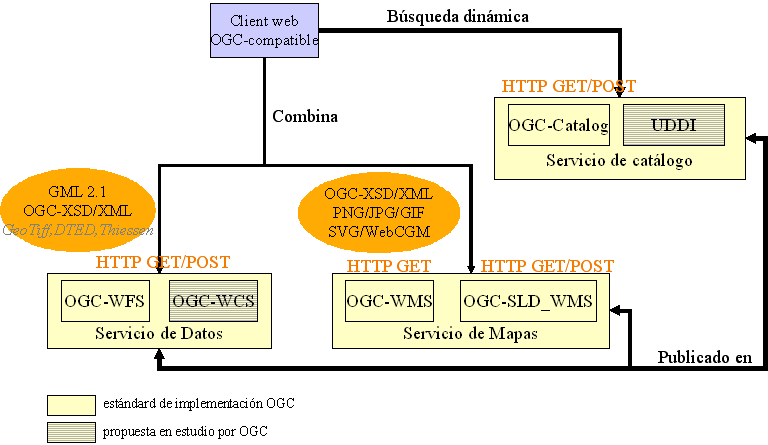 Client web
OGC-compatible
Búsqueda dinámica
HTTP GET/POST
OGC-Catalog
UDDI
Servicio de catálogo
Combina
GML 2.1
OGC-XSD/XML
GeoTiff,DTED,Thiessen
OGC-XSD/XML
PNG/JPG/GIF
SVG/WebCGM
HTTP GET/POST
HTTP GET
HTTP GET/POST
OGC-WFS
OGC-WCS
Servicio de Datos
OGC-WMS
OGC-SLD_WMS
Servicio de Mapas
Publicado en
estándard de implementación OGC
propuesta en estudio por OGC